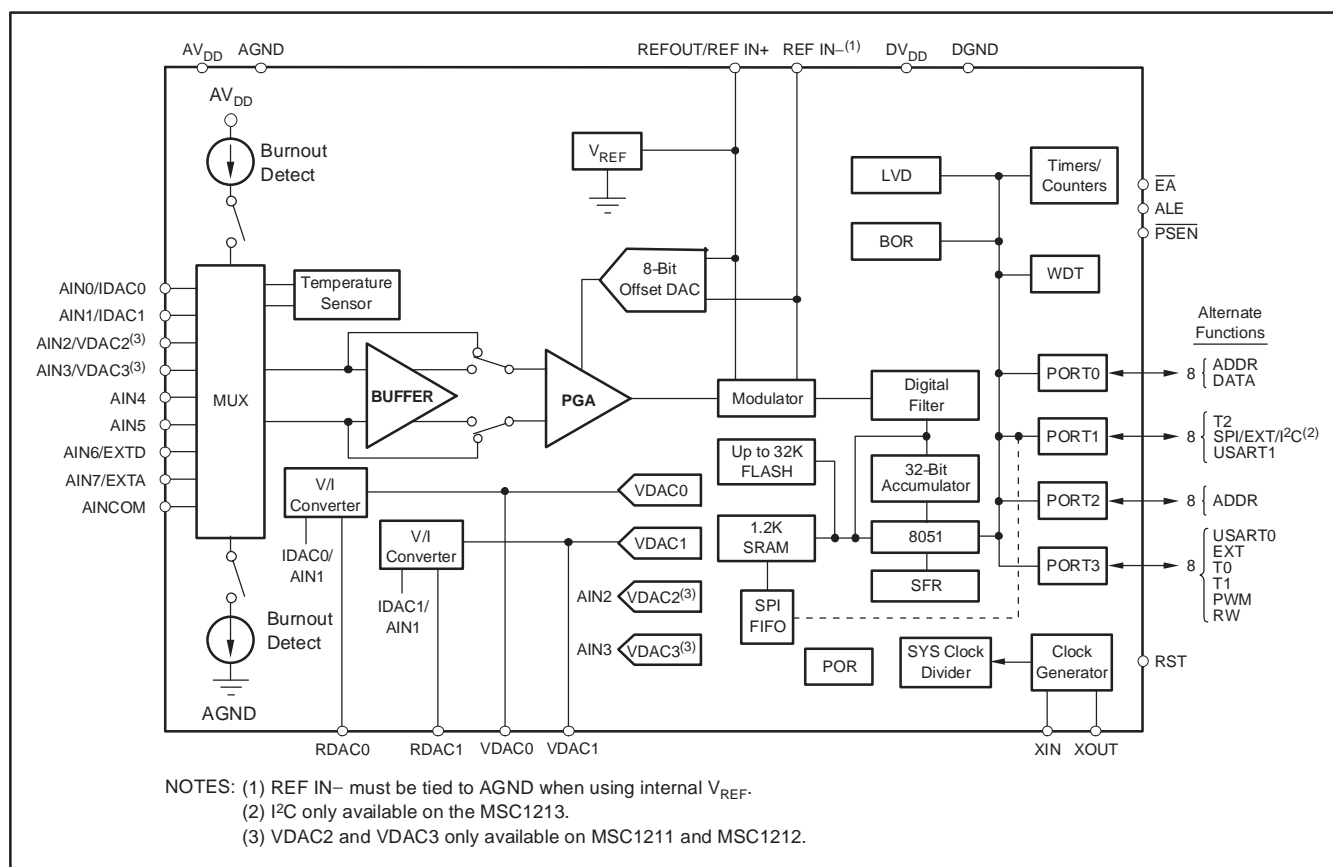 AVDD AGND REFOUT/REF IN+ REF IN−(1) DVDD DGND
AVDD
Burnout
Detect
VREF
LVD
Timers/
Counters
EA
ALE
PSEN
BOR
WDT
8−Bit
Offset DAC
Temperature
Sensor
AIN0/IDAC0
AIN1/IDAC1
AIN2/VDAC2(3)
AIN3/VDAC3(3)
AIN4
AIN5
AIN6/EXTD
AIN7/EXTA
AINCOM
MUX
BUFFER
PGA
Modulator
Digital
Filter
Alternate
Functions
PORT0
8
ADDR
DATA
PORT1
8
T2
SPI/EXT/I2C(2)
USART1
PORT2
8
ADDR
PORT3
8
USART0
EXT
T0
T1
PWM
RW
Up to 32K
FLASH
32−Bit
Accumulator
1.2K
SRAM
8051
SFR
SPI
FIFO
V/I
Converter
IDAC0/
AIN1
V/I
Converter
IDAC1/
AIN1
VDAC0
VDAC1
AIN2 VDAC2(3)
AIN3 VDAC3(3)
Burnout
Detect
AGND
POR
SYS Clock
Divider
Clock
Generator
RST
RDAC0 RDAC1 VDAC0 VDAC1 XIN XOUT
NOTES: (1) REF IN− must be tied to AGND when using internal VREF.
(2) I2C only available on the MSC1213.
(3) VDAC2 and VDAC3 only available on MSC1211 and MSC1212.